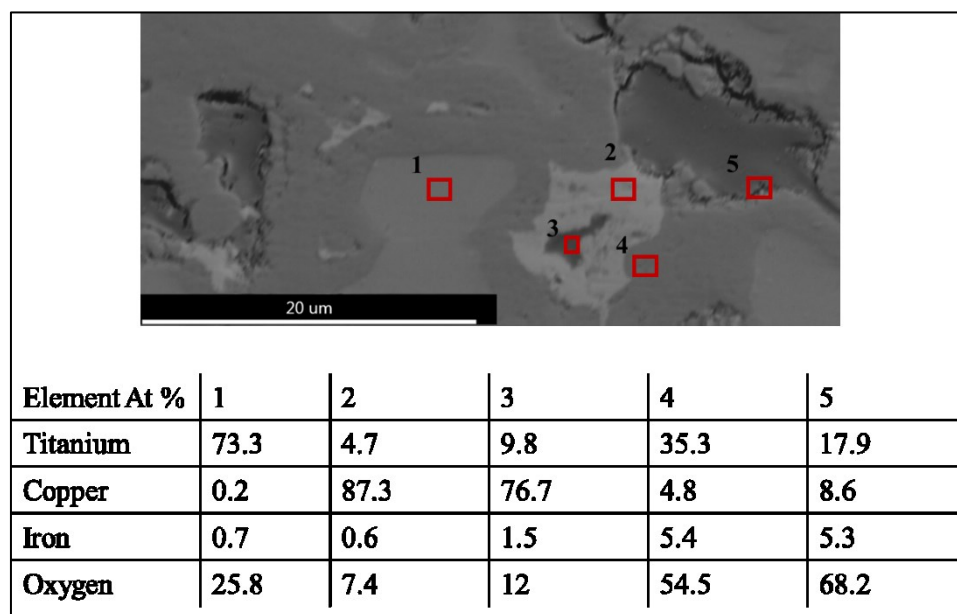 1
2
5
3
4
20 um
Element At % 1 2 3 4 5
Titanium 73.3 4.7 9.8 35.3 17.9
Copper 0.2 87.3 76.7 4.8 8.6
Iron 0.7 0.6 1.5 5.4 5.3
Oxygen 25.8 7.4 12 54.5 68.2